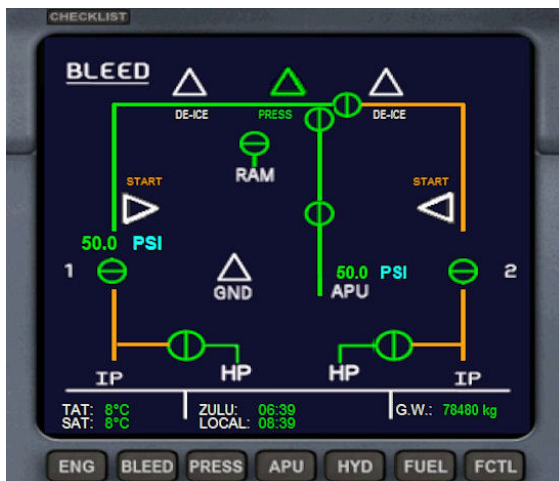 CHECKLIST
BLEED
DE-ICE PRESS DE-ICE
RAM
START START
50.0 PSI
1 2
GND
50.0 PSI
APU
HP HP
IP IP
TAT: 8°C ZULU: 06:39 G.W.: 78480 kg
SAT: 8°C LOCAL: 08:39
ENG BLEED PRESS APU HYD FUEL FCTL